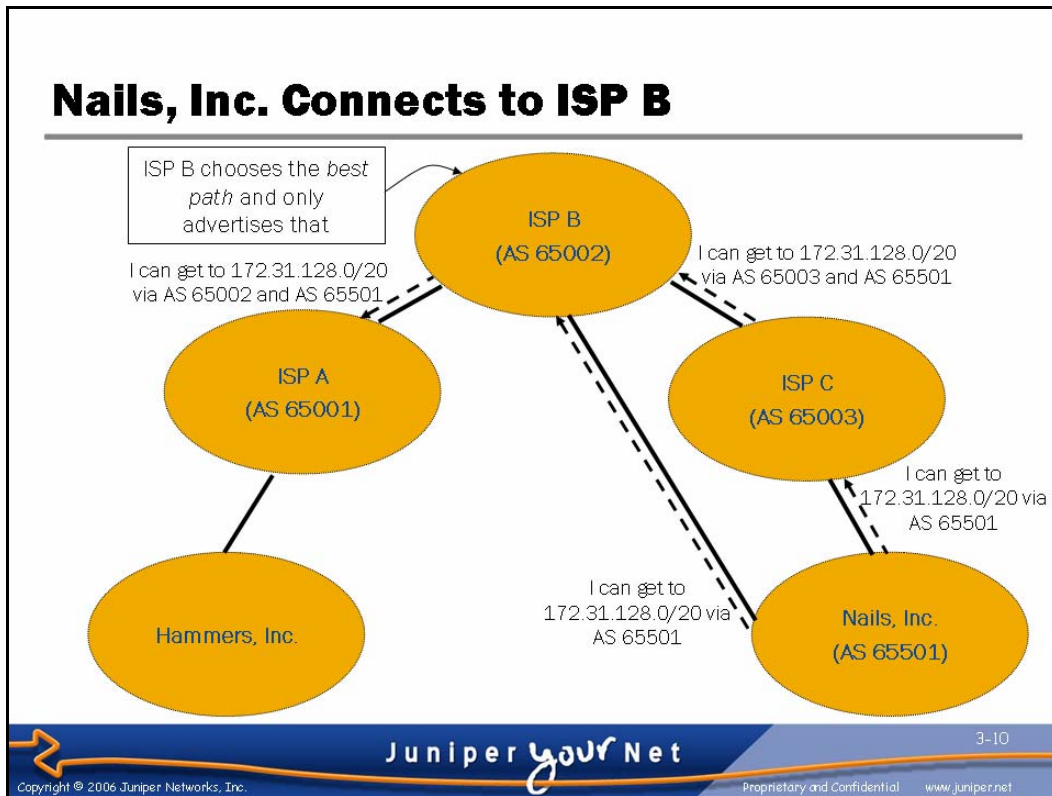 Nails, Inc. Connects to ISP B
ISP B chooses the best
path and only
advertises that
ISP B
(AS 65002)
I can get to 172.31.128.0/20
via AS 65002 and AS 65501
I can get to 172.31.128.0/20
via AS 65003 and AS 65501
ISP A
(AS 65001)
ISP C
(AS 65003)
I can get to
172.31.128.0/20 via
AS 65501
I can get to
172.31.128.0/20 via
AS 65501
Hammers, Inc.
Nails, Inc.
(AS 65501)
3-10
Juniper your Net
Copyright © 2006 Juniper Networks, Inc.
Proprietary and Confidential www.juniper.net